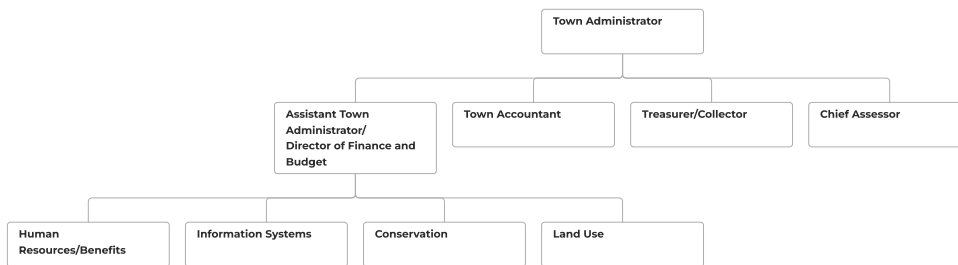 Town Administrator
Assistant Town
Administrator/
Director of Finance and
Budget
Town Accountant
Treasurer/Collector
Chief Assessor
Human
Resources/Benefits
Information Systems
Conservation
Land Use